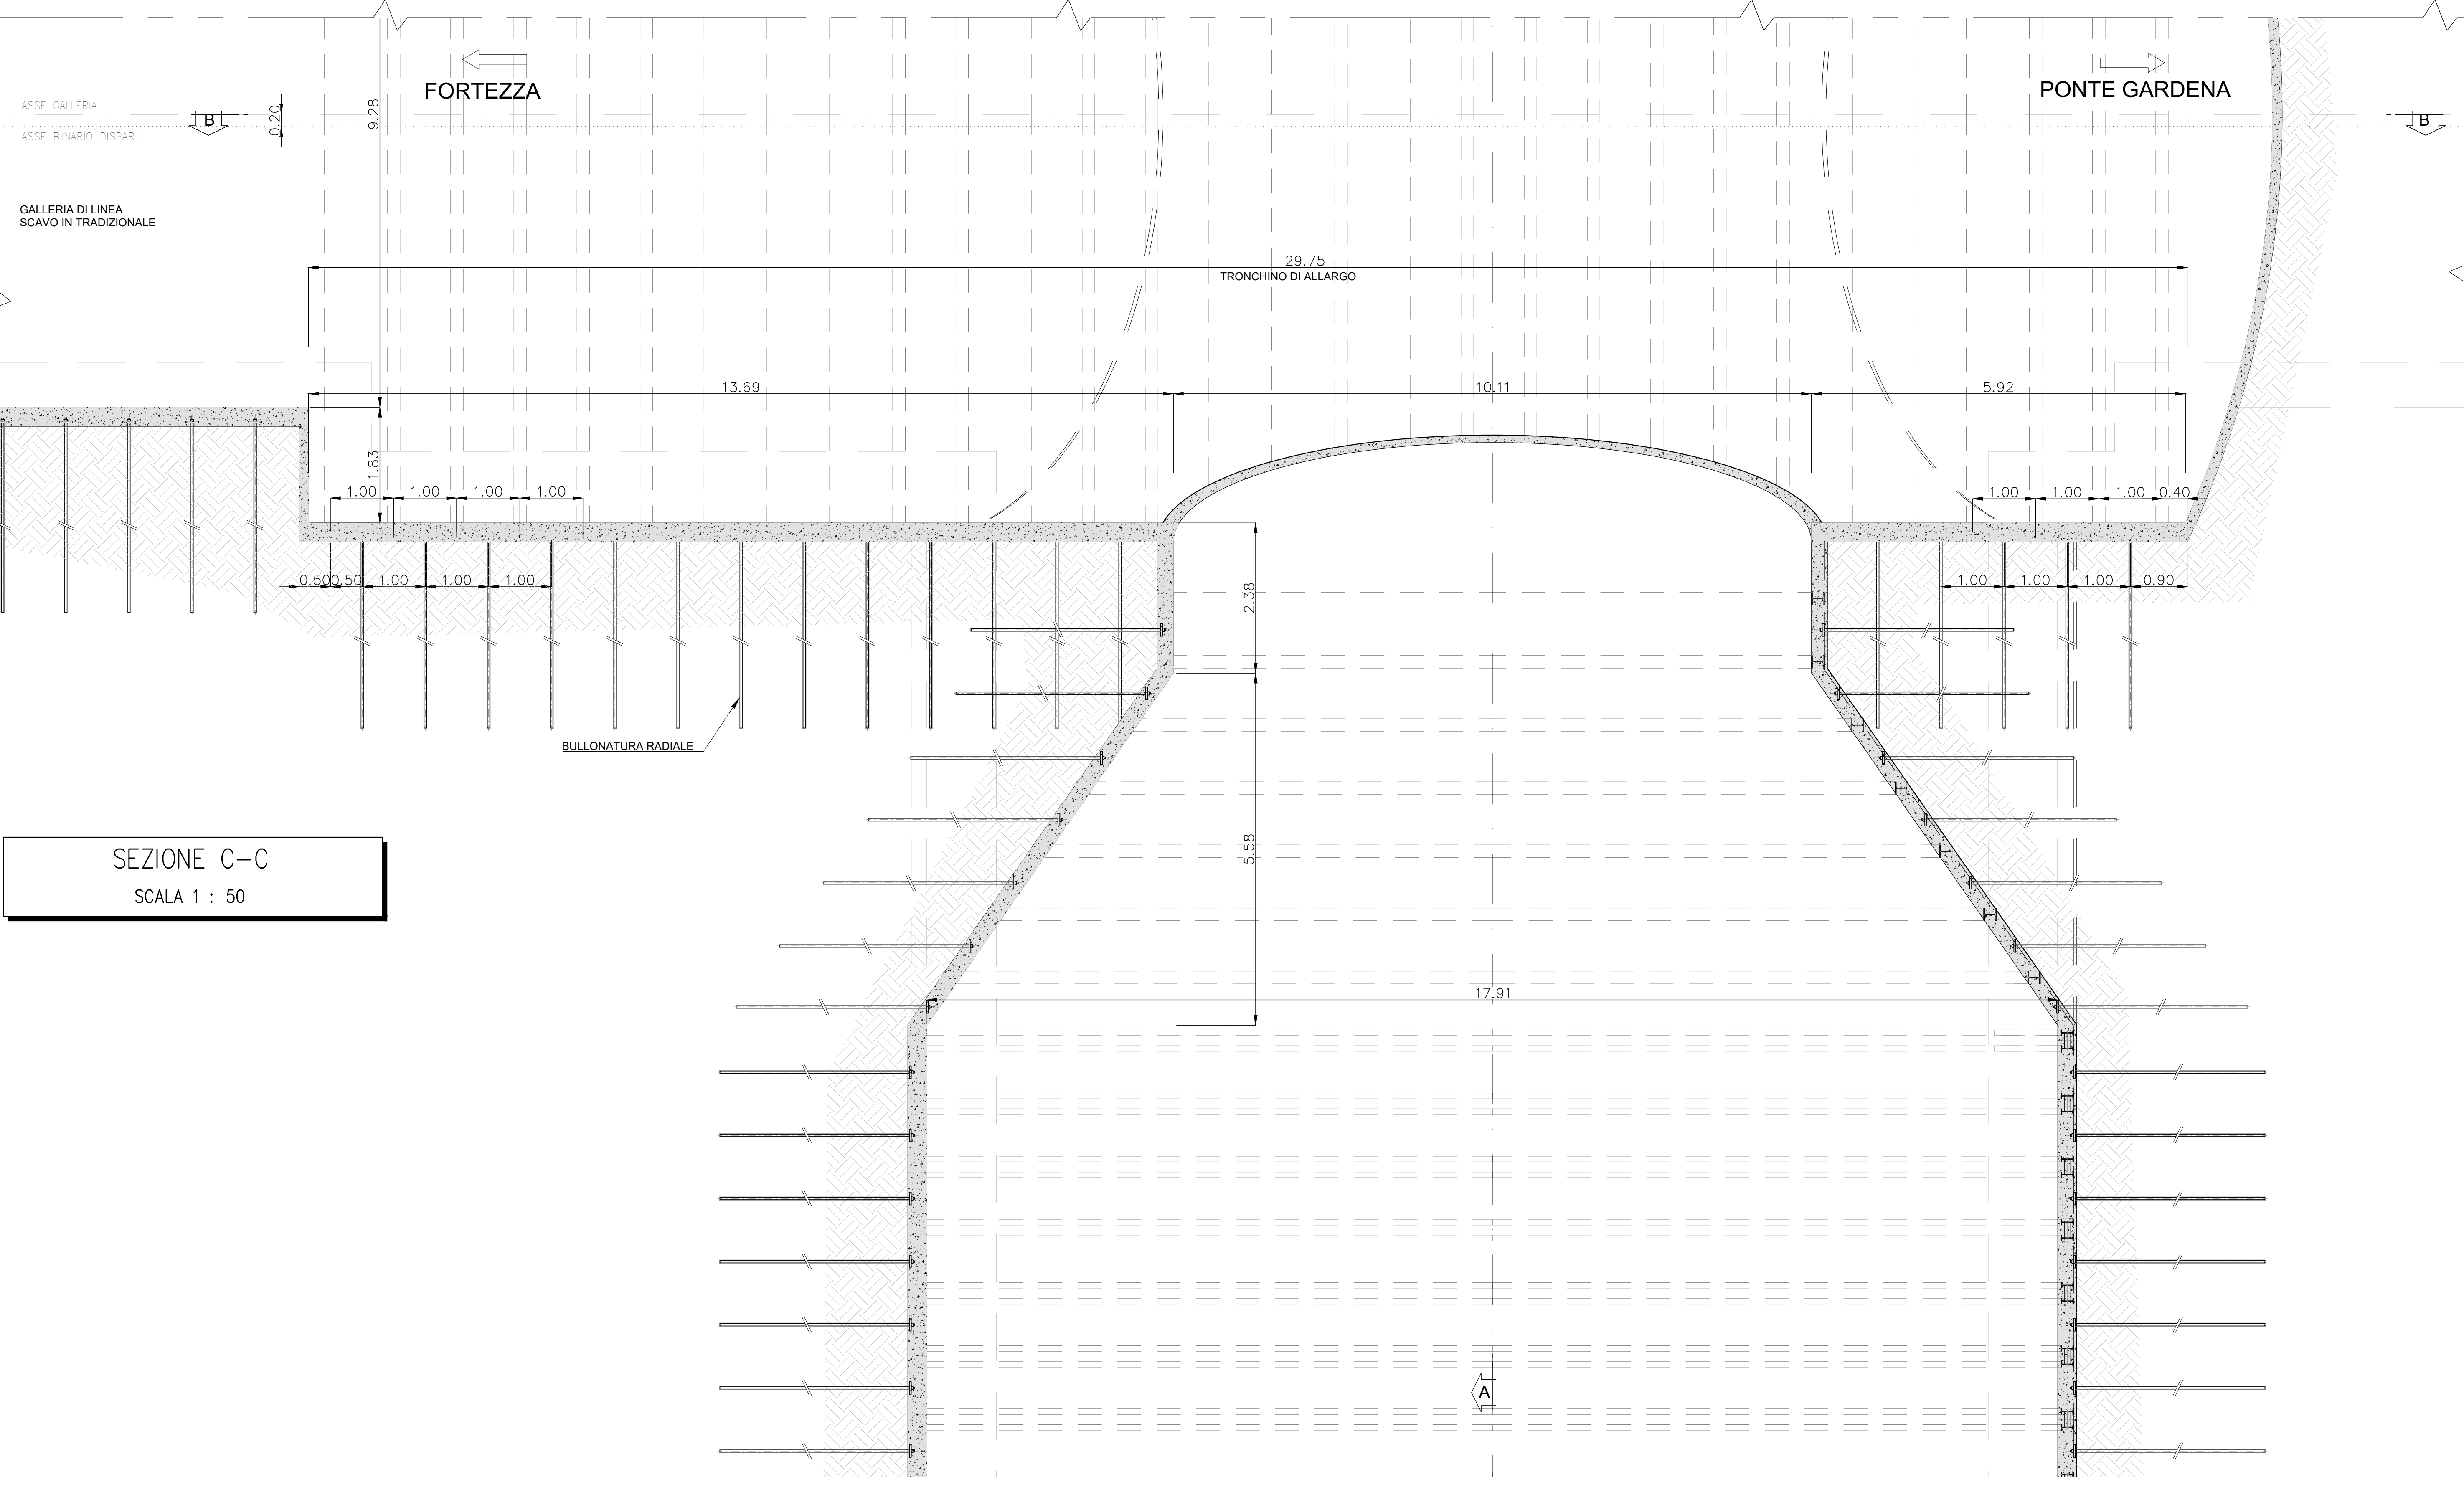 FORTEZZA
PONTE GARDENA
ASSE GALLERIA
B
0.20
9.28
B
ASSE BINARIO DISPARI
GALLERIA DI LINEA
SCAVO IN TRADIZIONALE
29.75
TRONCHINO DI ALLARGO
13.69
10.11
5.92
1.83
1.00 1.00 1.00 1.00
1.00 1.00 1.00 0.40
0.50 0.50 1.00 1.00 1.00
1.00 1.00 1.00 0.90
2.38
BULLONATURA RADIALE
5.58
SEZIONE C-C
SCALA 1 : 50
17.91
A